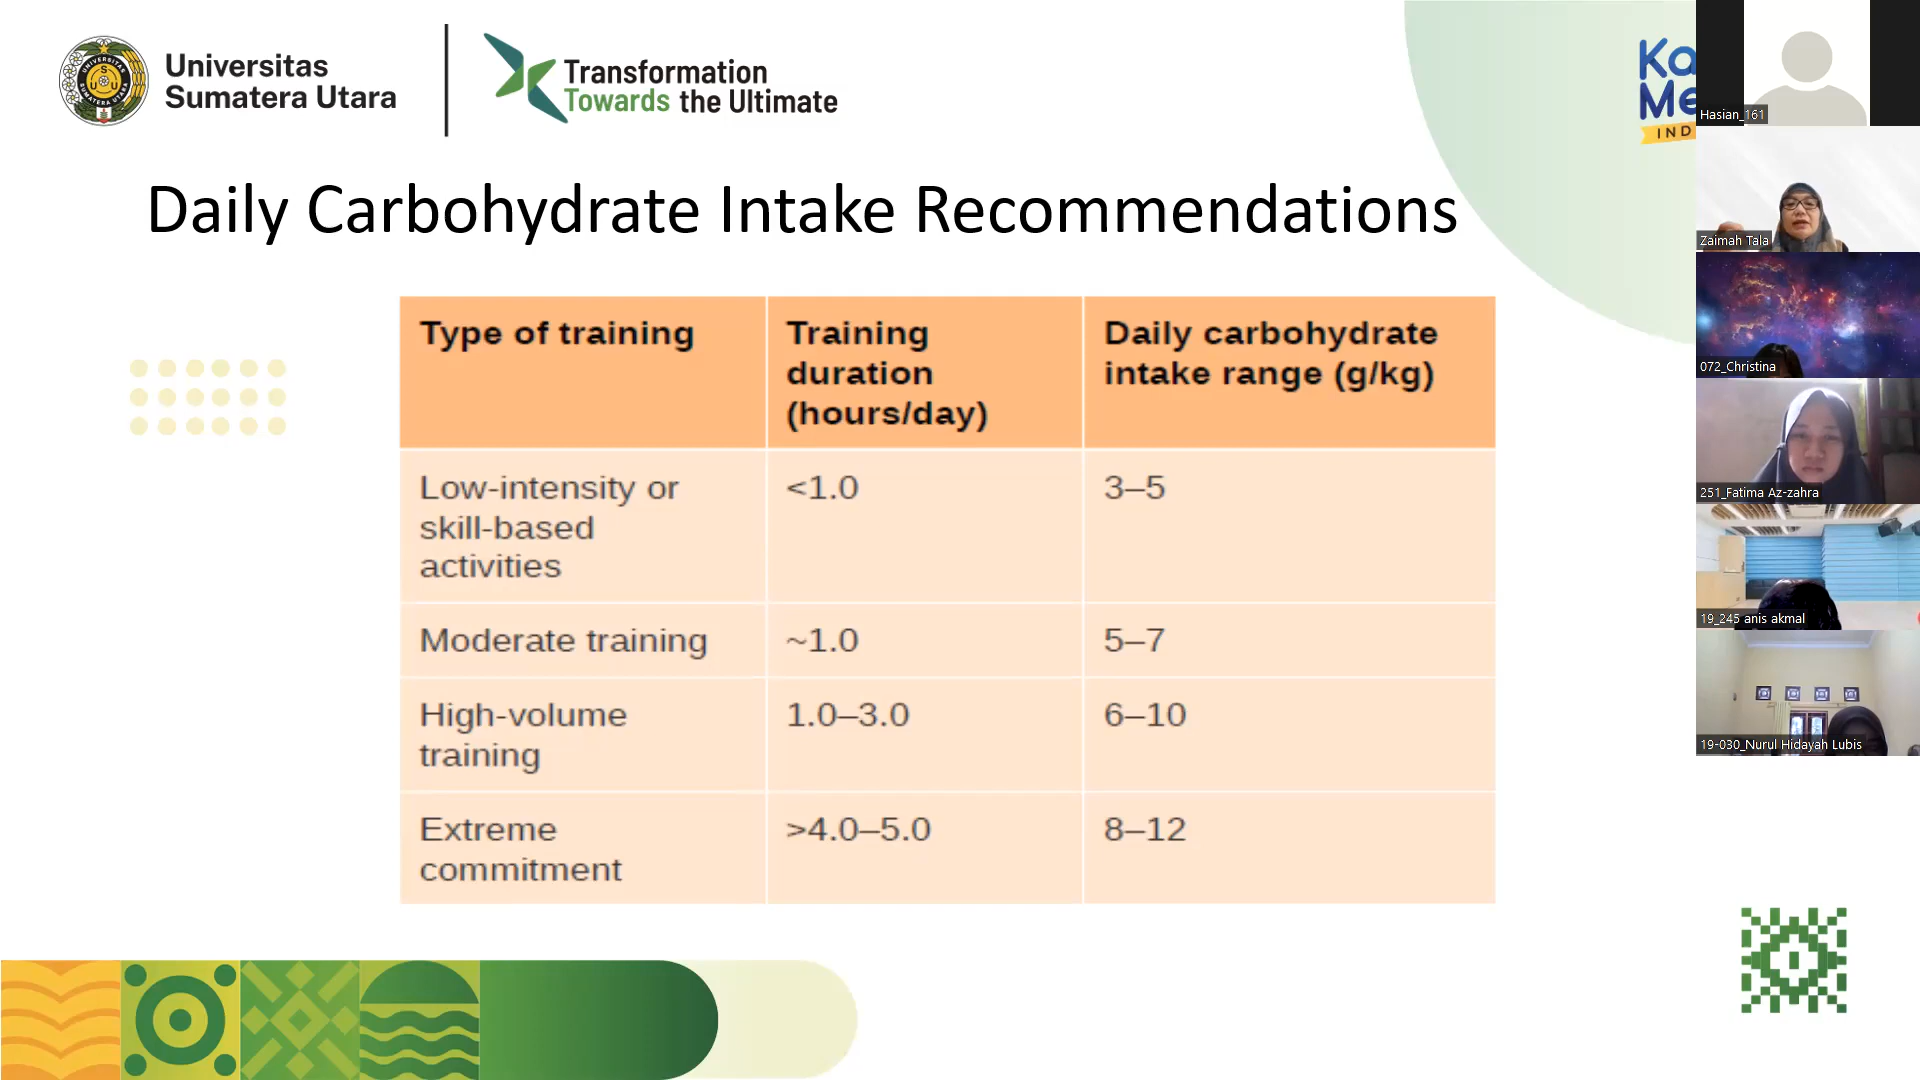 Universitas
Sumatera Utara
Transformation
Towards the Ultimate
Ka
Me
IND
Daily Carbohydrate Intake Recommendations
Type of training
Training
duration
(hours/day)
Daily carbohydrate
intake range (g/kg)
Low-intensity or
skill-based
activities
<1.0
3–5
Moderate training
~1.0
5–7
High-volume
training
1.0–3.0
6–10
Extreme
commitment
>4.0–5.0
8–12
Hasian_161
Zaimah Tala
072_Christina
251_Fatima Az-zahra
19_245 anis akmal
19-030_Nurul Hidayah Lubis